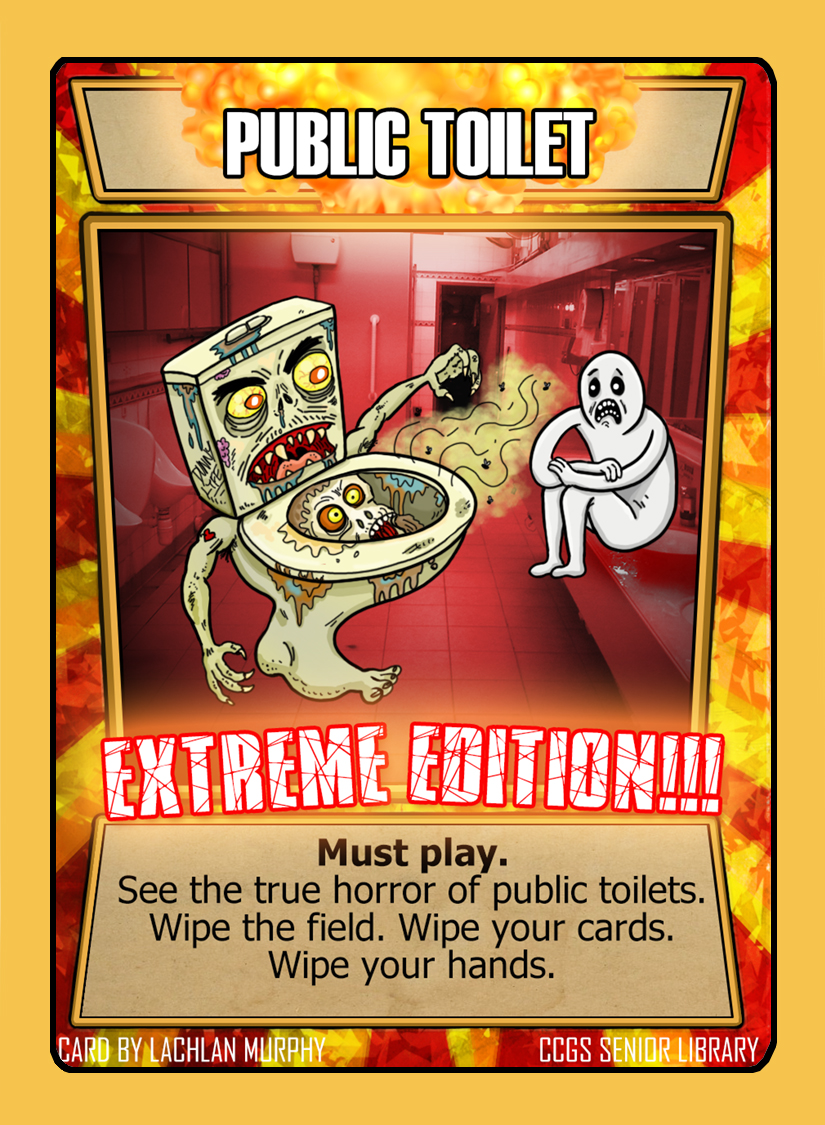 PUBLIC TOILET
EXTREME EDITION!!!
Must play.
See the true horror of public toilets.
Wipe the field. Wipe your cards.
Wipe your hands.
CARD BY LACHLAN MURPHY
CCGS SENIOR LIBRARY